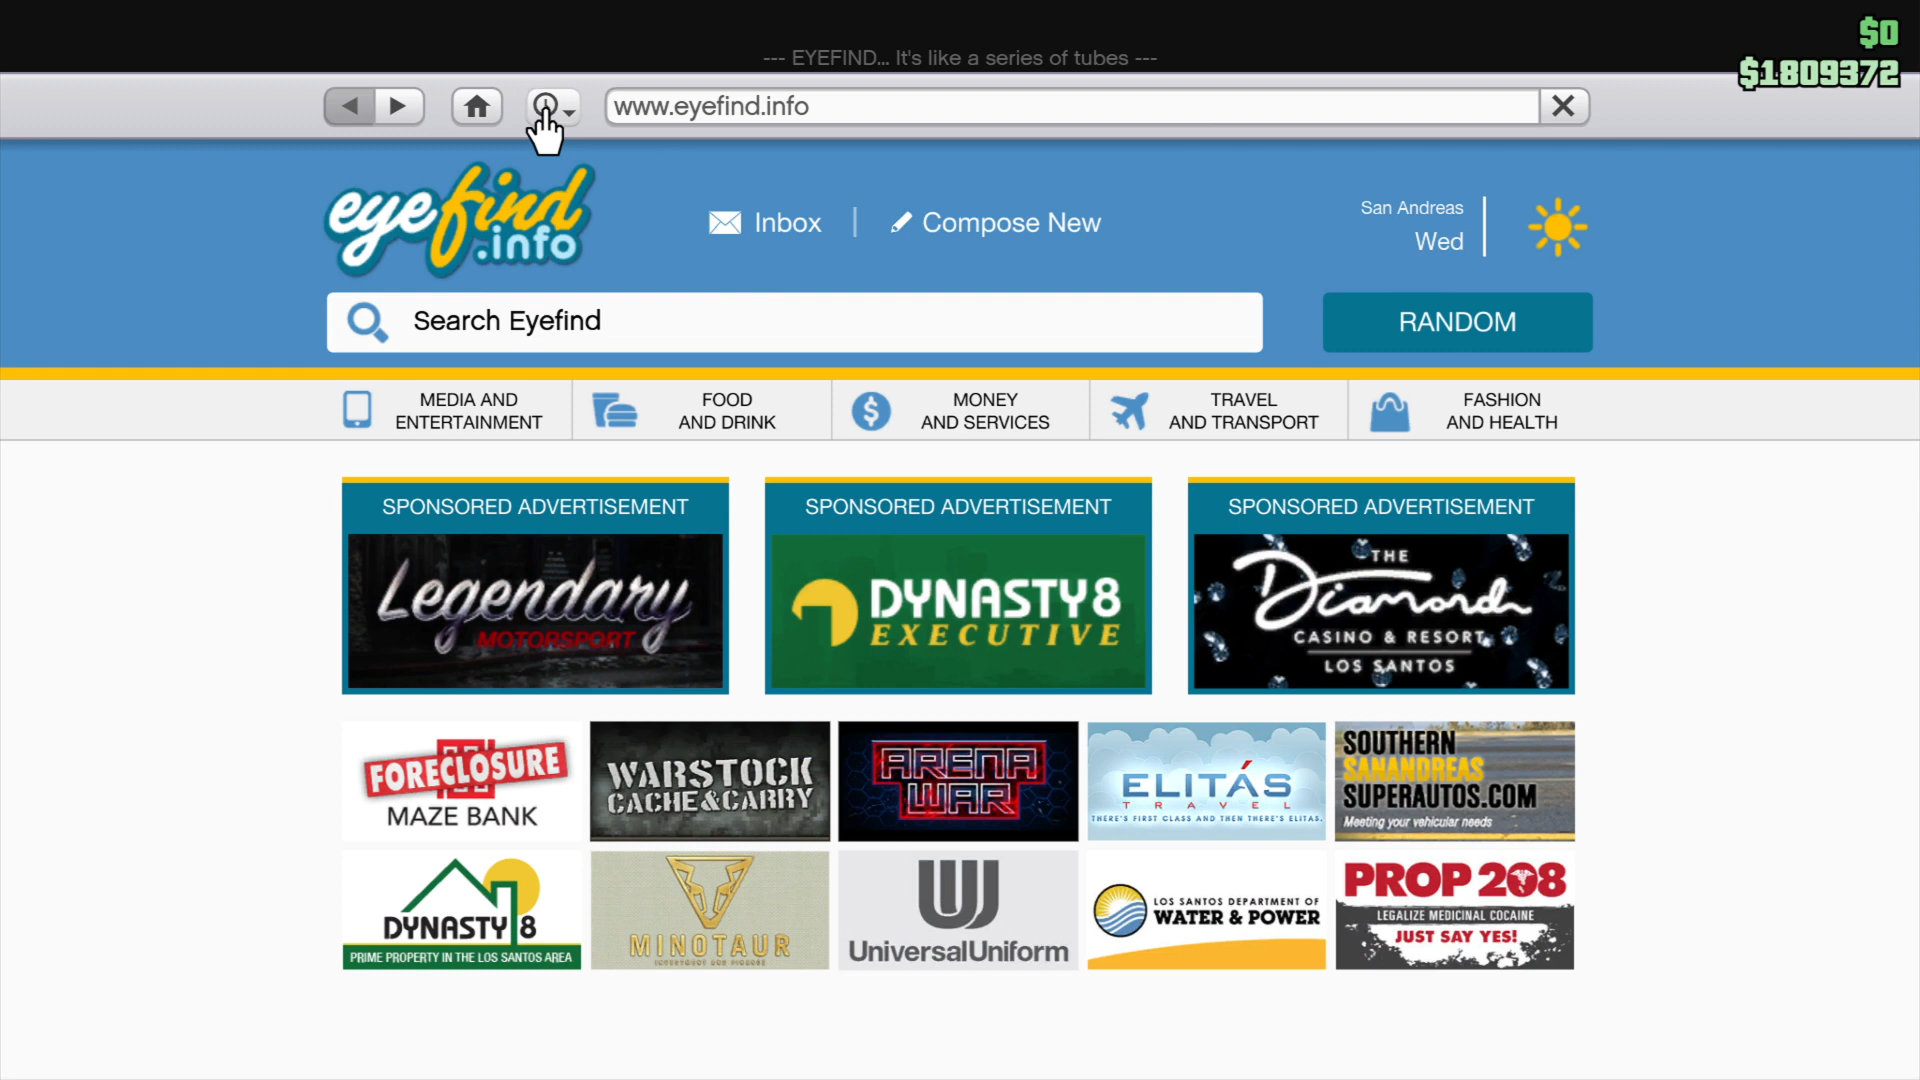 $0
--- EYEFIND... It's like a series of tubes ---
$1809372
www.eyefind.info
eyefind
.info
Inbox
Compose New
San Andreas
Wed
Search Eyefind
RANDOM
MEDIA AND
ENTERTAINMENT
FOOD
AND DRINK
MONEY
AND SERVICES
TRAVEL
AND TRANSPORT
FASHION
AND HEALTH
SPONSORED ADVERTISEMENT
Legendary
MOTORSPORT
SPONSORED ADVERTISEMENT
DYNASTY8
EXECUTIVE
SPONSORED ADVERTISEMENT
THE
Diamond
CASINO & RESORT
LOS SANTOS
FORECLOSURE
MAZE BANK
WARSTOCK
CACHE&CARRY
ARENA
WAR
ELITÁS
TRAVEL
THERE'S FIRST CLASS AND THEN THERE'S ELITAS.
SOUTHERN
SANANDREAS
SUPERAUTOS.COM
Meeting your vehicular needs
DYNASTY 8
PRIME PROPERTY IN THE LOS SANTOS AREA
MINOTAUR
INVESTMENT AND FINANCE
UniversalUniform
LOS SANTOS DEPARTMENT OF
WATER & POWER
PROP 208
LEGALIZE MEDICINAL COCAINE
JUST SAY YES!